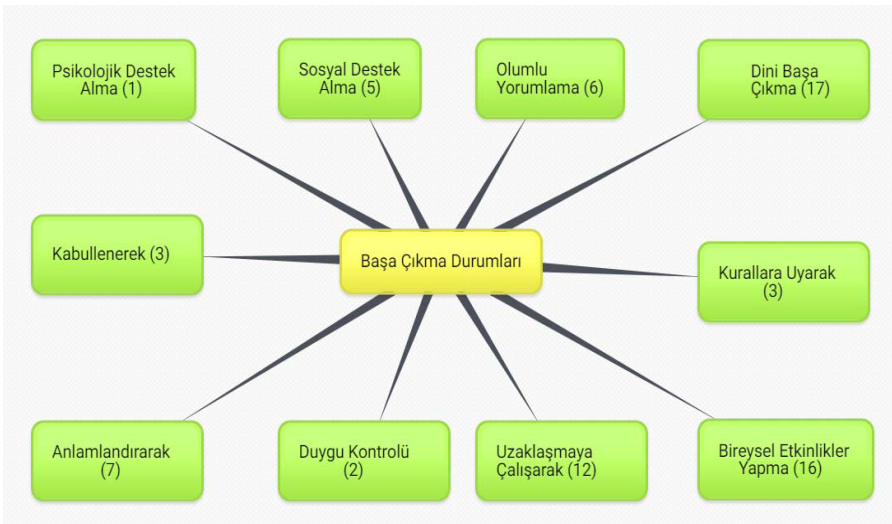 Psikolojik Destek
Alma (1)
Sosyal Destek
Alma (5)
Olumlu
Yorumlama (6)
Dini Başa
Çıkma (17)
Kabullenerek (3)
Başa Çıkma Durumları
Kurallara Uyarak
(3)
Anlamlandırarak
(7)
Duygu Kontrolü
(2)
Uzaklaşmaya
Çalışarak (12)
Bireysel Etkinlikler
Yapma (16)